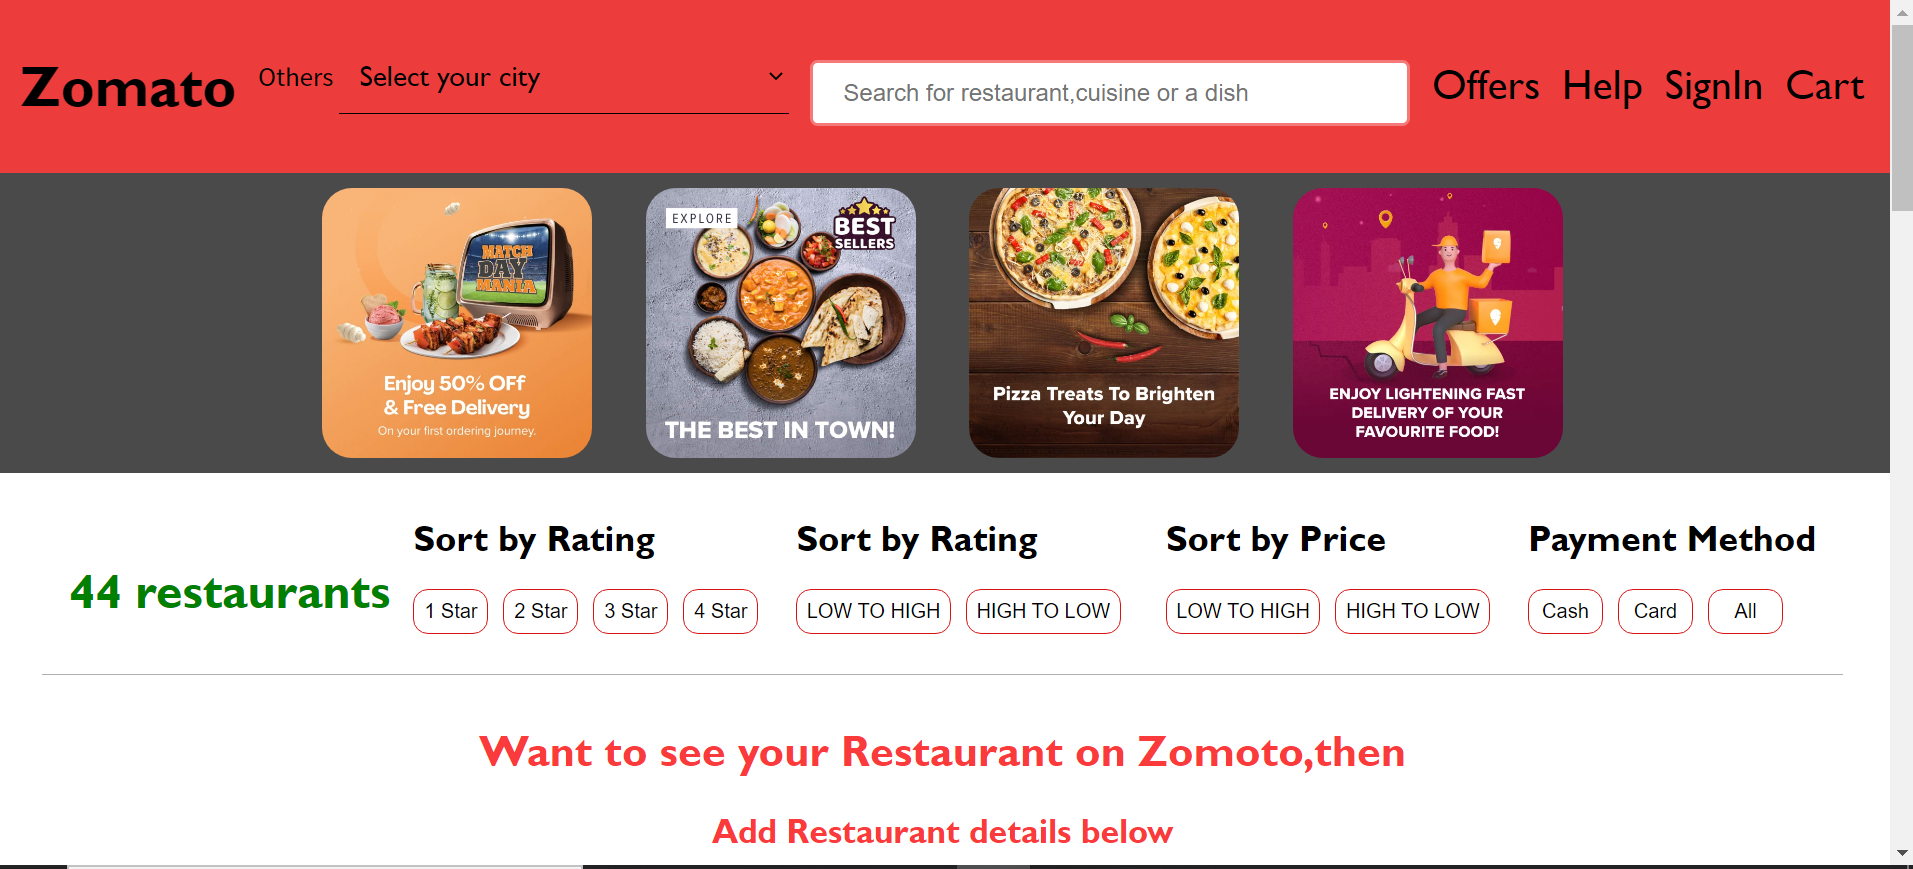 Zomato
Others
Select your city
Search for restaurant,cuisine or a dish
Offers Help SignIn Cart
MATCH
DAY
MANIA
Enjoy 50% OFf
& Free Delivery
On your first ordering journey.
EXPLORE
BEST
SELLERS
THE BEST IN TOWN!
Pizza Treats To Brighten
Your Day
ENJOY LIGHTENING FAST
DELIVERY OF YOUR
FAVOURITE FOOD!
44 restaurants
Sort by Rating
1 Star 2 Star 3 Star 4 Star
Sort by Rating
LOW TO HIGH HIGH TO LOW
Sort by Price
LOW TO HIGH HIGH TO LOW
Payment Method
Cash Card All
Want to see your Restaurant on Zomoto,then
Add Restaurant details below